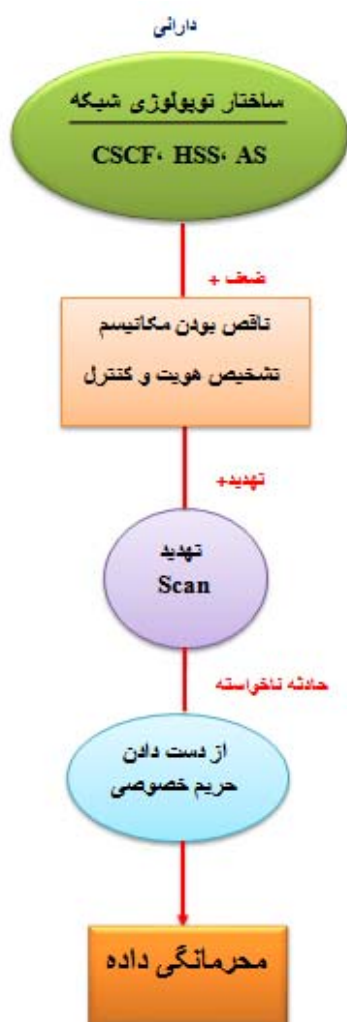 دارائی
ساختار توپولوژی شبکه
CSCF، HSS، AS
ضعف +
ناقص بودن مکانیسم
تشخیص هویت و کنترل
تهدید+
تهدید
Scan
حادثه ناخواسته
از دست دادن
حریم خصوصی
محرمانگی داده